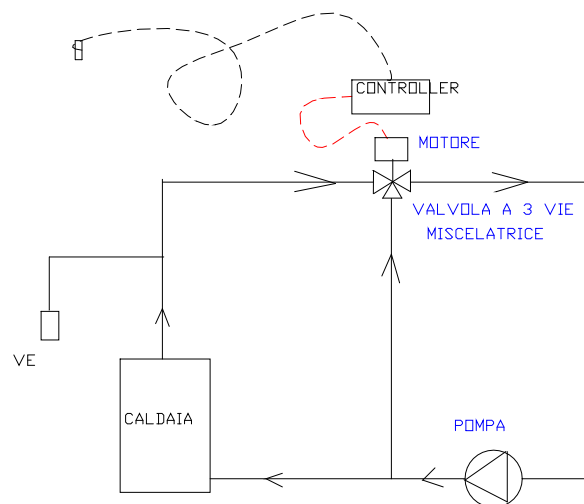 CONTROLLER
MOTORE
VALVOLA A 3 VIE
MISCELATRICE
VE
CALDAIA
POMPA